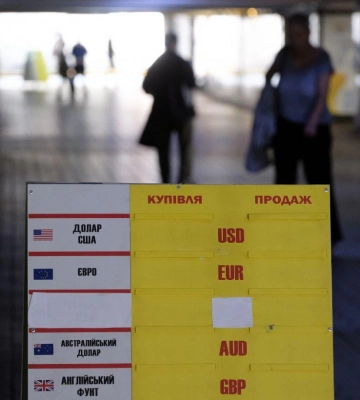 КУПІВЛЯ ПРОДАЖ
ДОЛАР
США
USD
ЄВРО
EUR
АВСТРАЛІЙСЬКИЙ
ДОЛАР
AUD
АНГЛІЙСЬКИЙ
ФУНТ
GBP